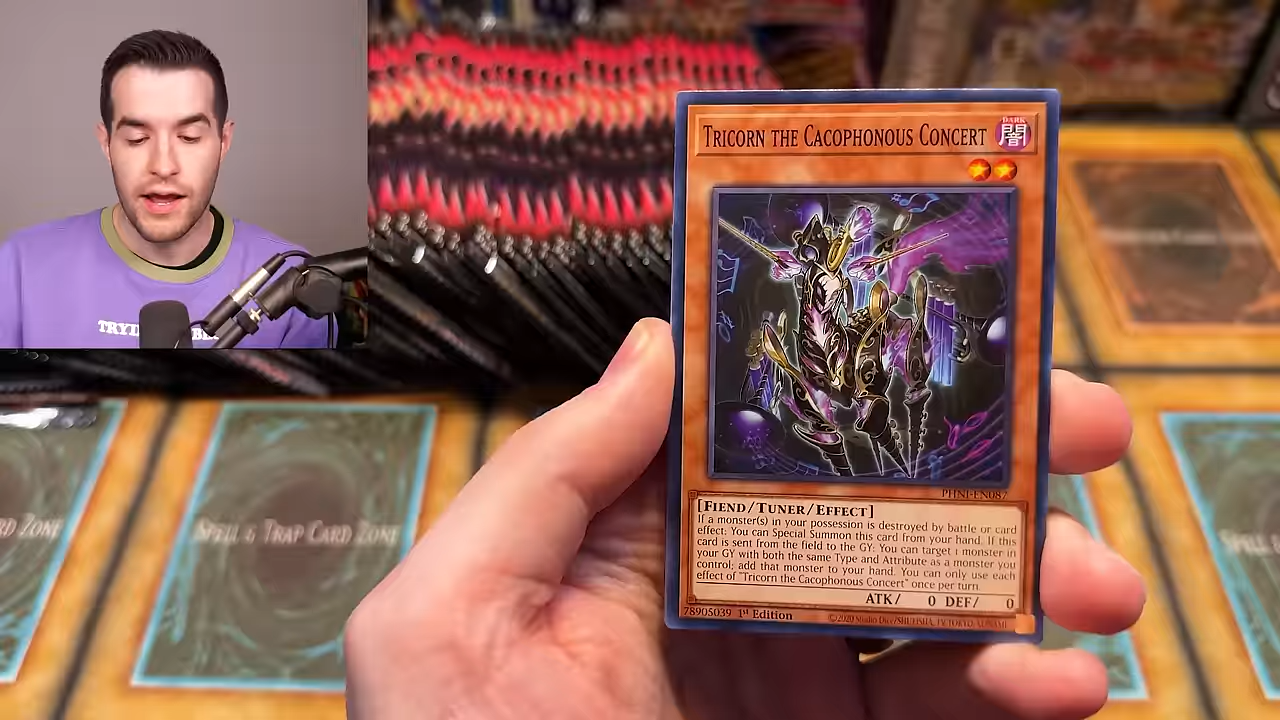 TRICORN THE CACOPHONOUS CONCERT
DARK
闇
PHNI-EN087
[FIEND/TUNER/EFFECT]
If a monster(s) in your possession is destroyed by battle or card
effect: You can Special Summon this card from your hand. If this
card is sent from the field to the GY: You can target 1 monster in
your GY with both the same Type and Attribute as a monster you
control; add that monster to your hand. You can only use each
effect of "Tricorn the Cacophonous Concert" once per turn.
ATK/ 0 DEF/ 0
78905039 1st Edition
©2020 Studio Dice/SHUEISHA, TV TOKYO, KONAMI
SPELL & TRAP CARD ZONE
RD ZONE
SPELL &